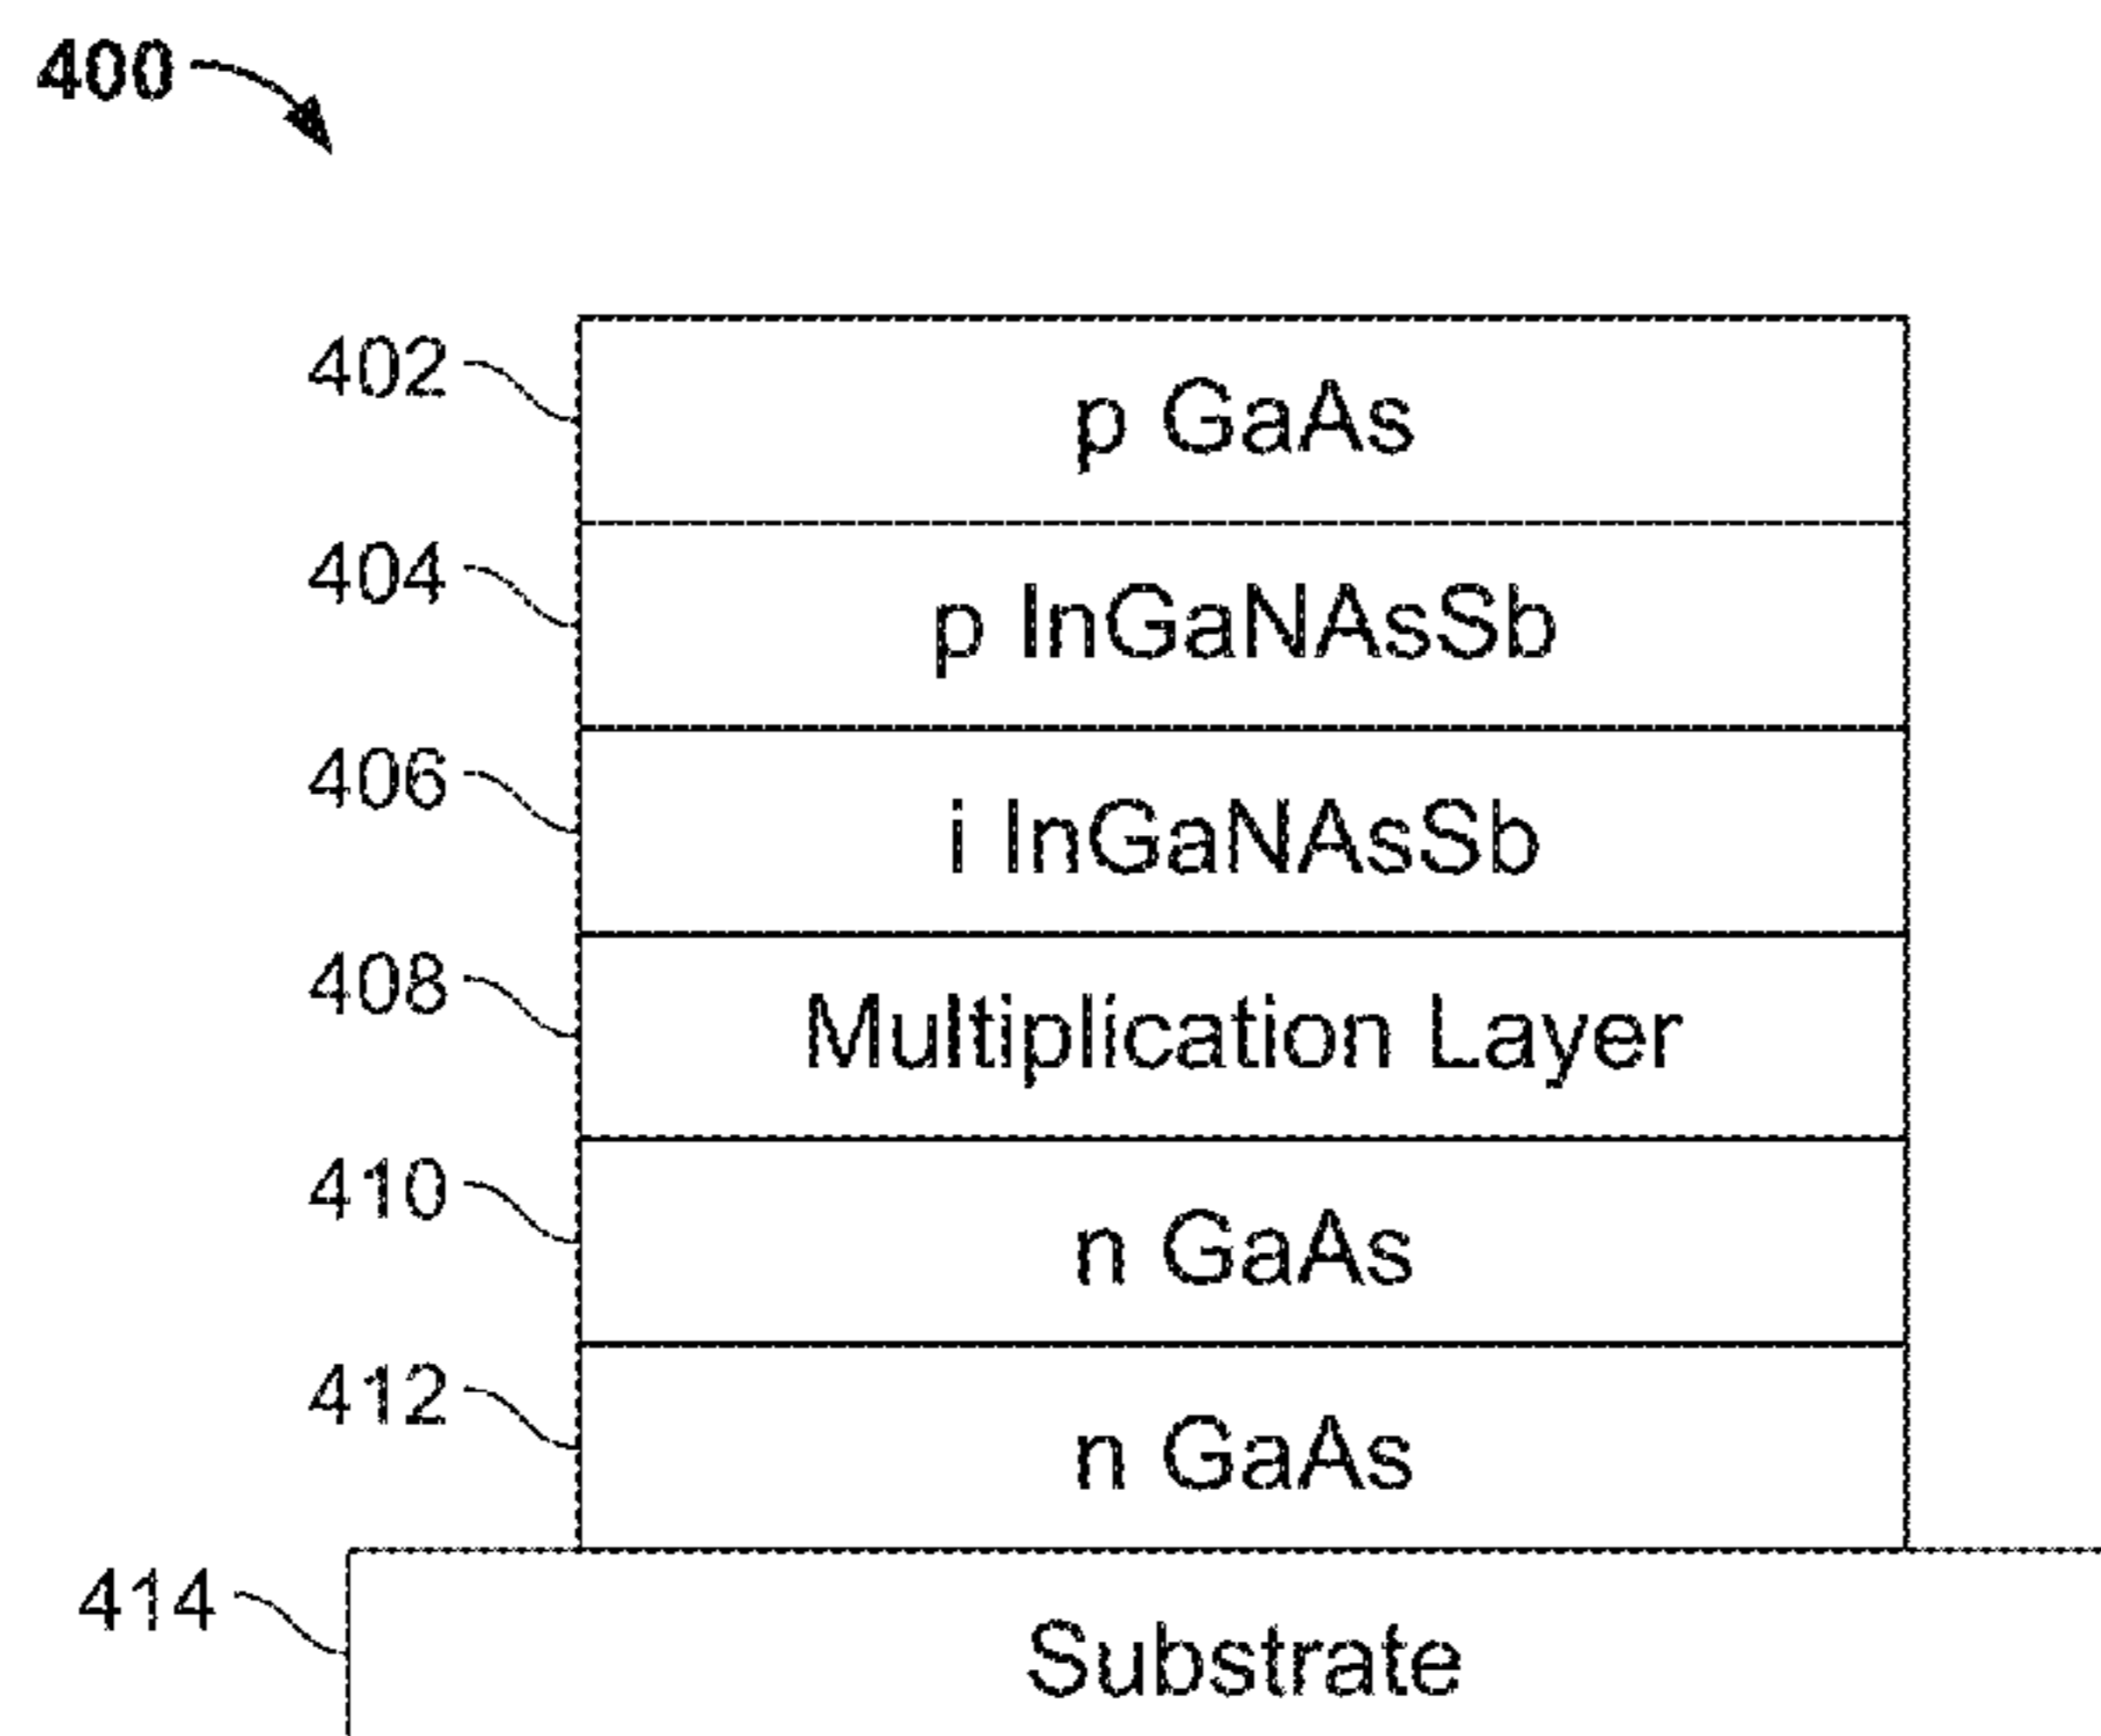 400
402 p GaAs
404 p InGaNAsSb
406 i InGaNAsSb
408 Multiplication Layer
410 n GaAs
412 n GaAs
414 Substrate